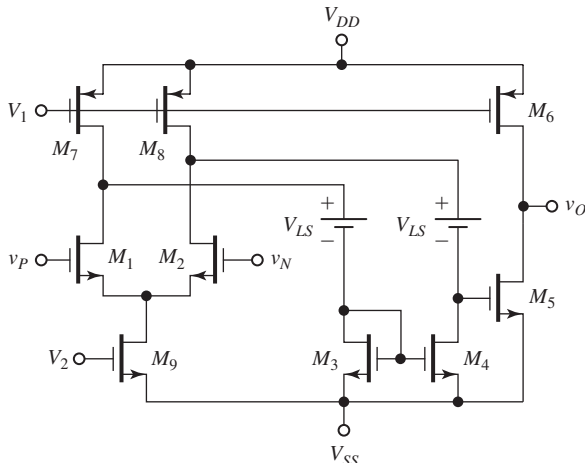 V_DD
V_1
M_7
M_8
M_6
+
V_LS
−
+
V_LS
−
v_O
v_P
M_1
M_2
v_N
M_5
V_2
M_9
M_3
M_4
V_SS